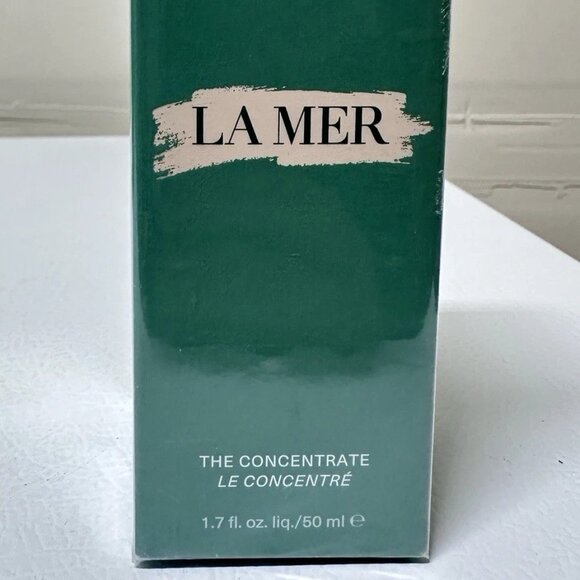 LA MER
THE CONCENTRATE
LE CONCENTRÉ
1.7 fl. oz. liq./50 ml ℮